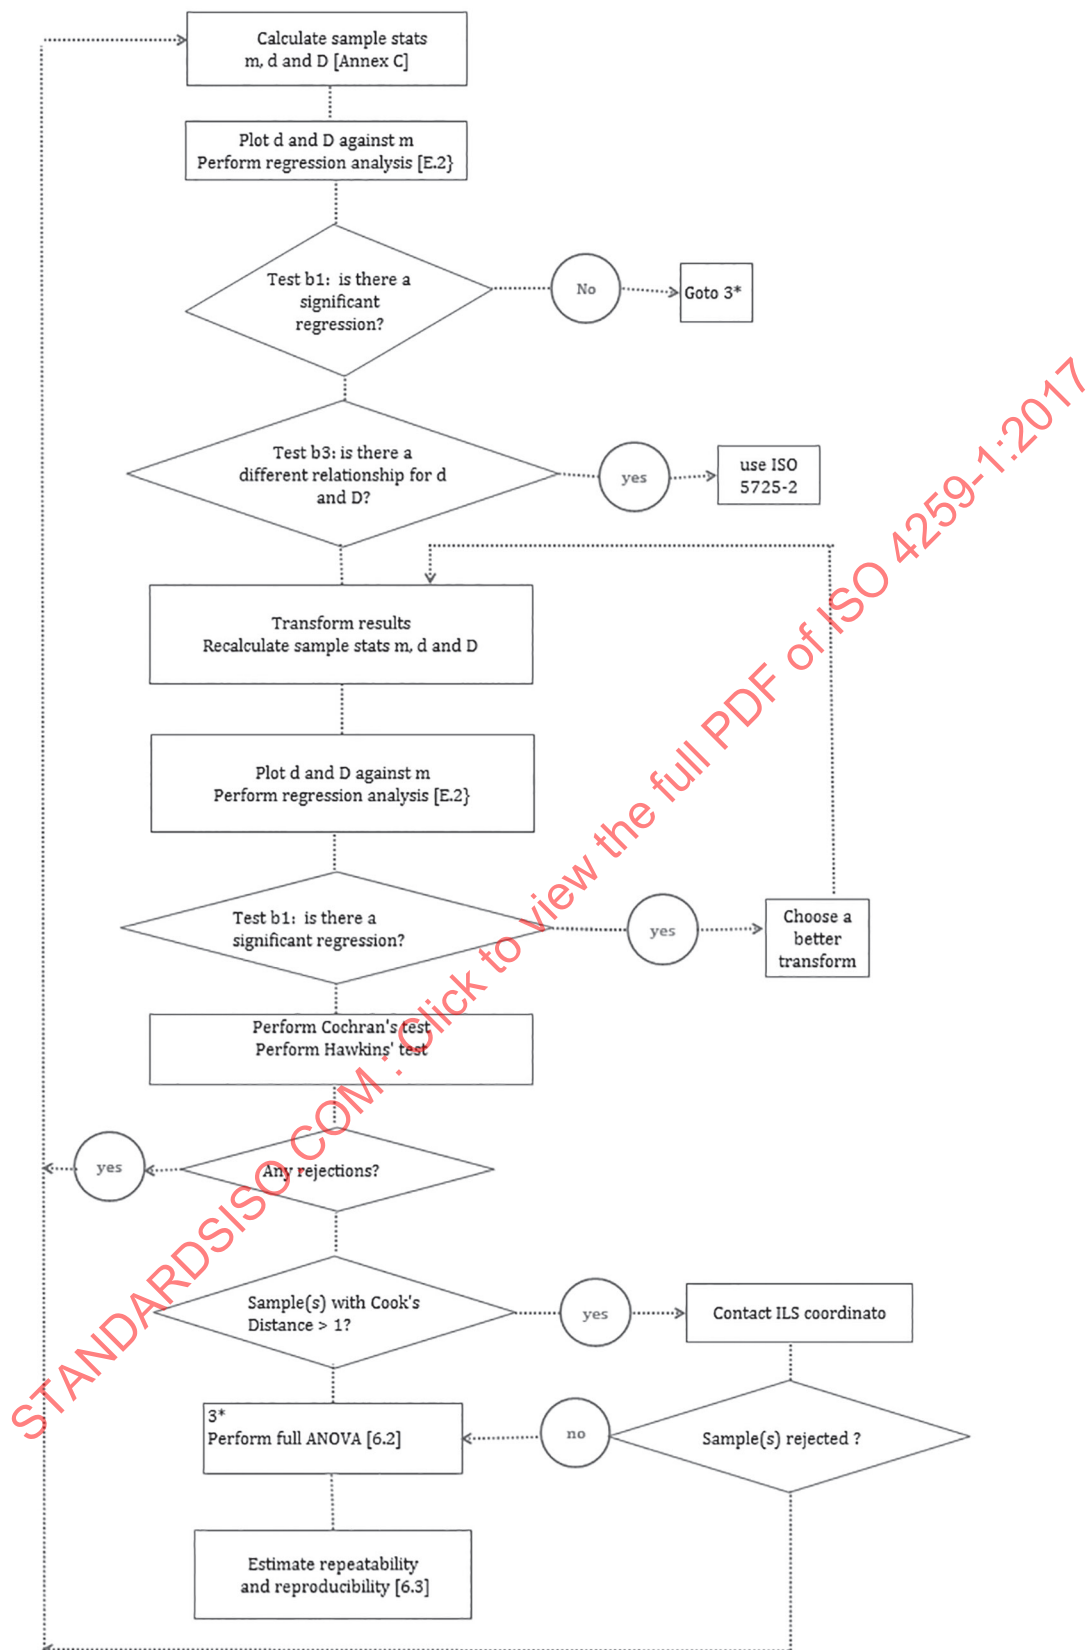 Calculate sample stats
m, d and D [Annex C]
Plot d and D against m
Perform regression analysis [E.2}
Test b1: is there a
significant
regression?
No
Goto 3*
Test b3: is there a
different relationship for d
and D?
yes
use ISO
5725-2
Transform results
Recalculate sample stats m, d and D
Plot d and D against m
Perform regression analysis [E.2}
Test b1: is there a
significant regression?
yes
Choose a
better
transform
Perform Cochran's test
Perform Hawkins' test
yes
Any rejections?
Sample(s) with Cook's
Distance > 1?
yes
Contact ILS coordinato
3*
Perform full ANOVA [6.2]
no
Sample(s) rejected ?
Estimate repeatability
and reproducibility [6.3]
STANDARDSISO.COM : Click to view the full PDF of ISO 4259-1:2017